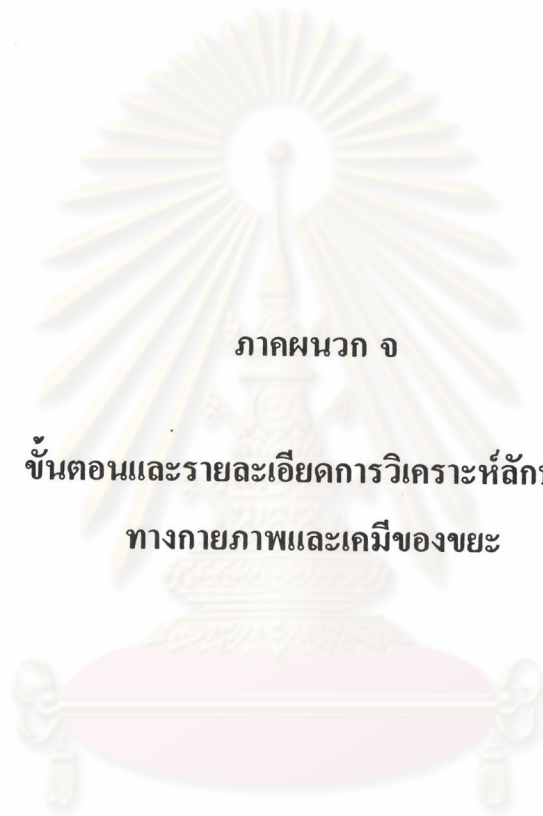 ภาคผนวก จ
ขั้นตอนและรายละเอียดการวิเคราะห์
ทางกายภาพและเคมีของขยะ